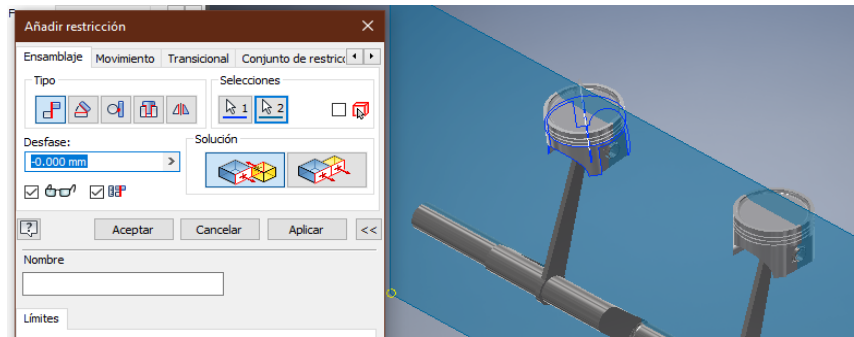 Añadir restricción
Ensamblaje Movimiento Transicional Conjunto de restricc
Tipo Selecciones
1 2
Desfase: Solución
-0.000 mm
Aceptar Cancelar Aplicar <<
Nombre
Límites